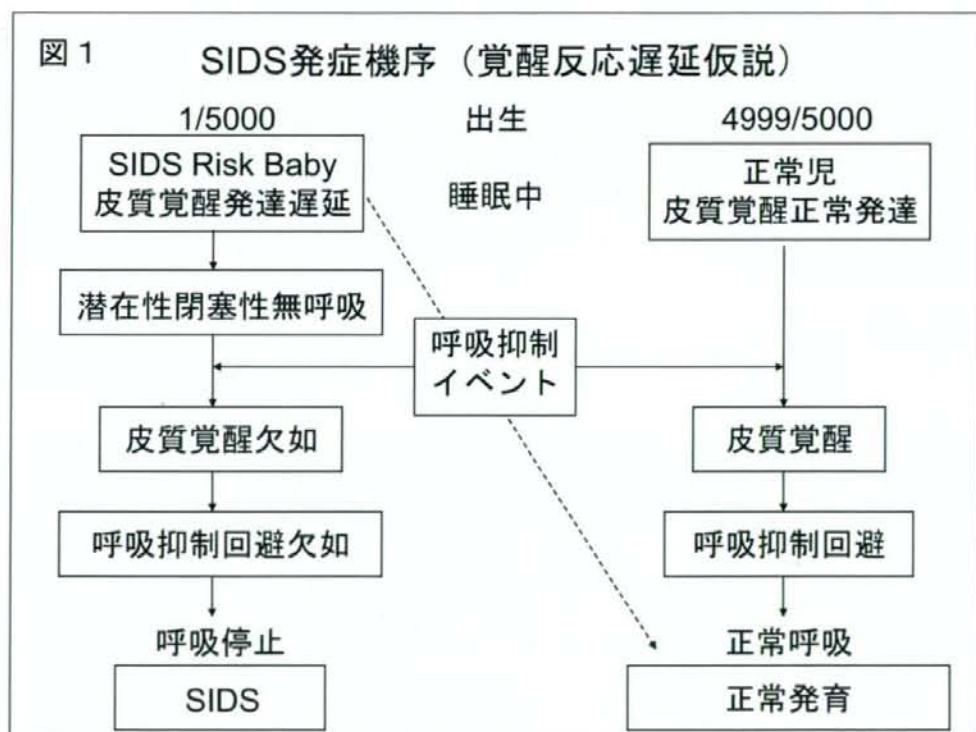 図1
SIDS発症機序（覚醒反応遅延仮説）
1/5000
出生
4999/5000
SIDS Risk Baby
皮質覚醒発達遅延
睡眠中
正常児
皮質覚醒正常発達
潜在性閉塞性無呼吸
呼吸抑制
イベント
皮質覚醒欠如
皮質覚醒
呼吸抑制回避欠如
呼吸抑制回避
呼吸停止
正常呼吸
SIDS
正常発育